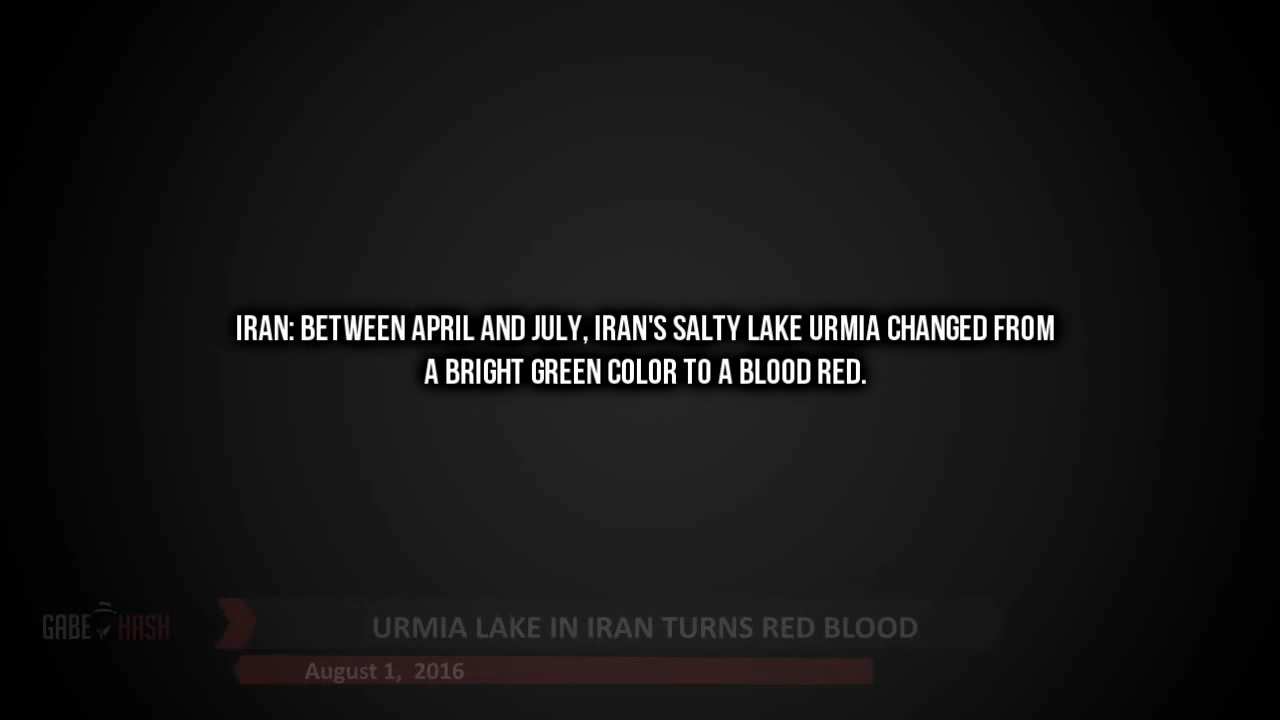 IRAN: BETWEEN APRIL AND JULY, IRAN'S SALTY LAKE URMIA CHANGED FROM
A BRIGHT GREEN COLOR TO A BLOOD RED.
GABE HASH
URMIA LAKE IN IRAN TURNS RED BLOOD
August 1, 2016